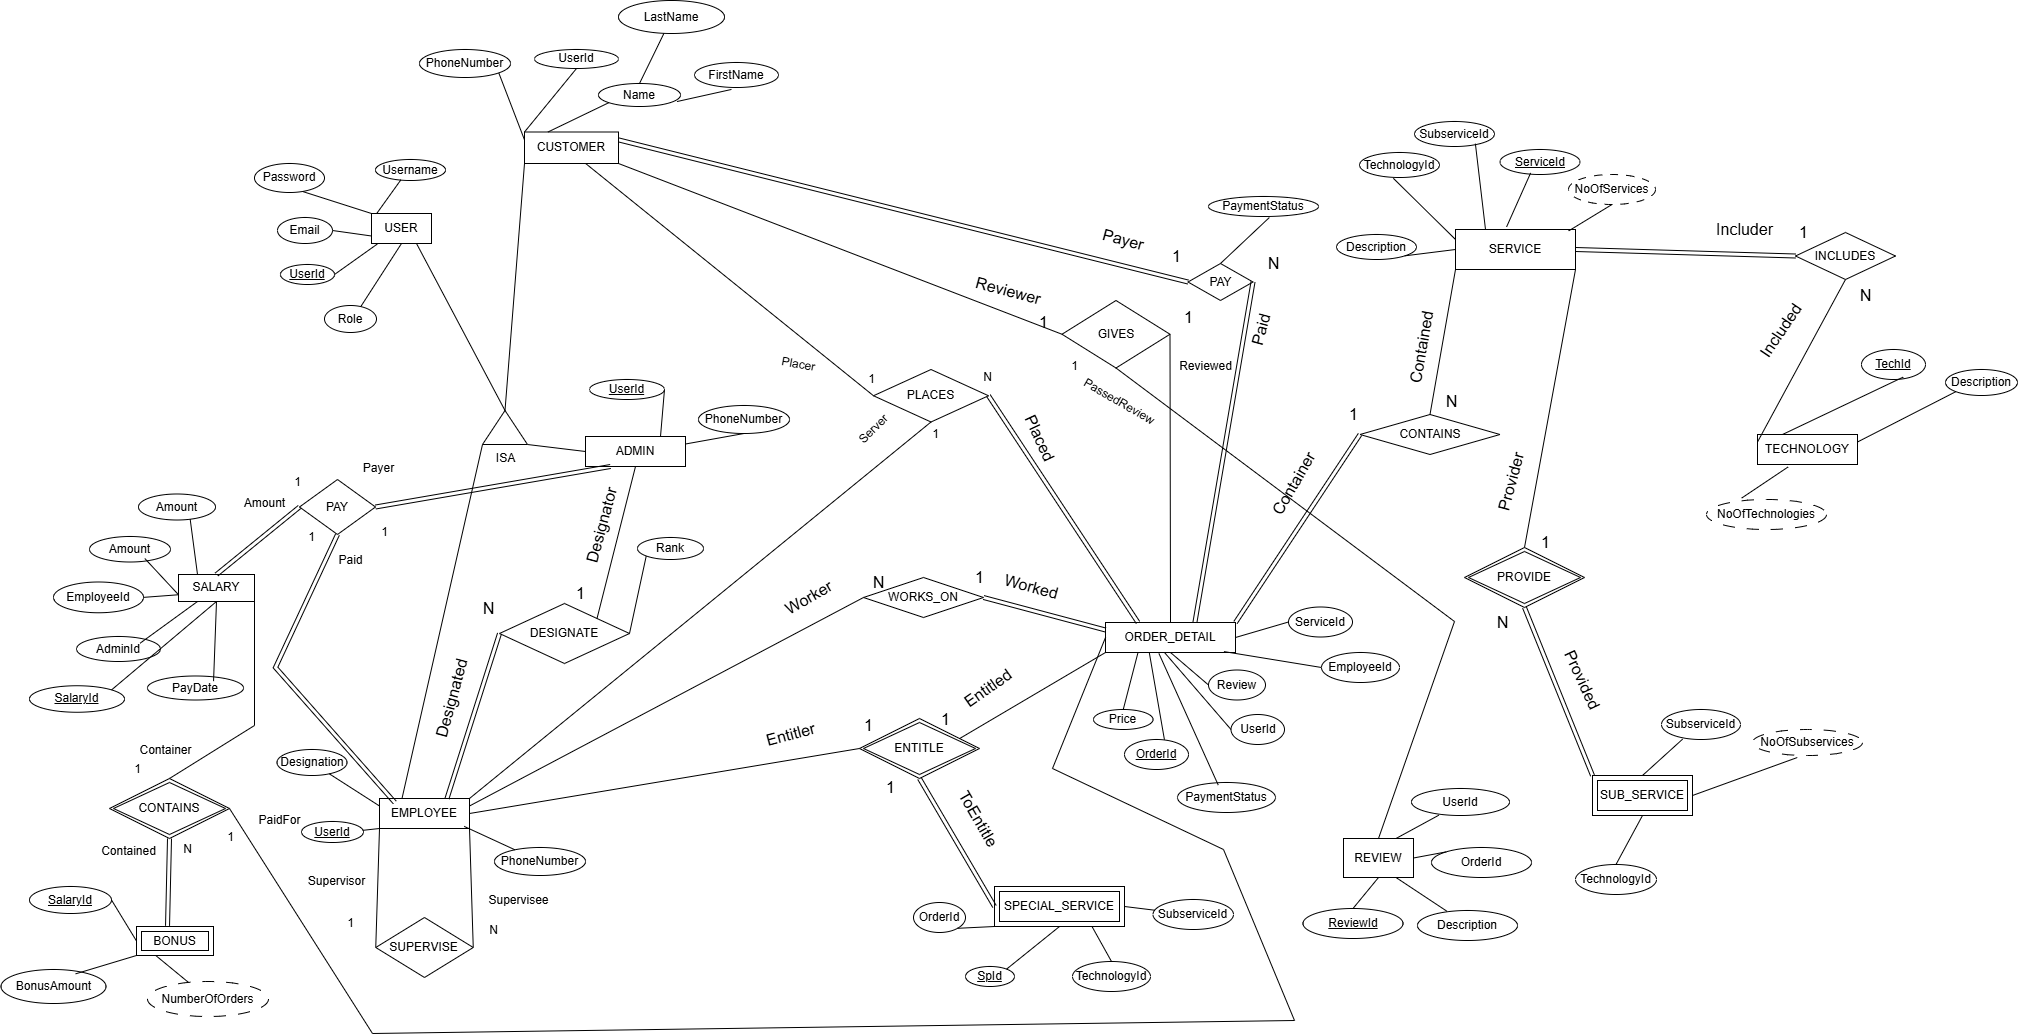 LastName
PhoneNumber
UserId
FirstName
Name
CUSTOMER
SubserviceId
TechnologyId
ServiceId
NoOfServices
Username
Password
PaymentStatus
Email
USER
Description
SERVICE
Includer
1
INCLUDES
Payer
1
N
UserId
PAY
N
Reviewer
1
GIVES
1
Role
Paid
Contained
Included
Placer
1
PLACES
N
1
Reviewed
PassedReview
TechId
Description
UserId
PhoneNumber
Server
1
Placed
1
N
CONTAINS
ISA
ADMIN
TECHNOLOGY
Payer
1
PAY
Amount
1
1
Paid
Designator
Container
Provider
NoOfTechnologies
Amount
Amount
Rank
1
PROVIDE
N
SALARY
EmployeeId
AdminId
SalaryId
PayDate
N
1
DESIGNATE
Worker
N
WORKS_ON
1
Worked
ORDER_DETAIL
ServiceId
EmployeeId
Review
UserId
Price
OrderId
PaymentStatus
Designated
Entitled
Provided
Entitler
1
1
ENTITLE
1
ToEntitle
SubserviceId
NoOfSubservices
SUB_SERVICE
TechnologyId
Container
1
CONTAINS
1
Contained
N
Designation
PaidFor
EMPLOYEE
UserId
PhoneNumber
UserId
REVIEW
OrderId
ReviewId
Description
Supervisor
Supervisee
1
N
SUPERVISE
SalaryId
BONUS
BonusAmount
NumberOfOrders
OrderId
SPECIAL_SERVICE
SubserviceId
SpId
TechnologyId